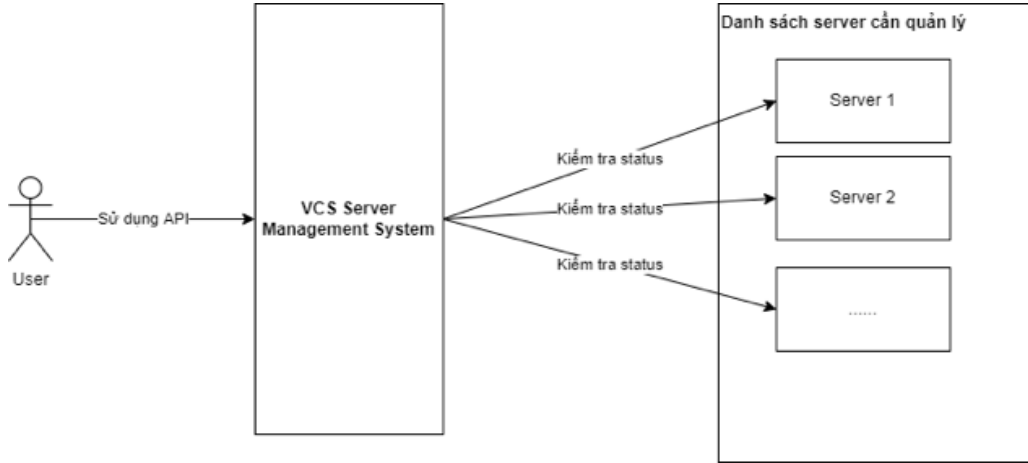 Danh sách server cần quản lý
Server 1
Kiểm tra status
Sử dụng API
VCS Server
Management System
Kiểm tra status
Server 2
User
Kiểm tra status
......